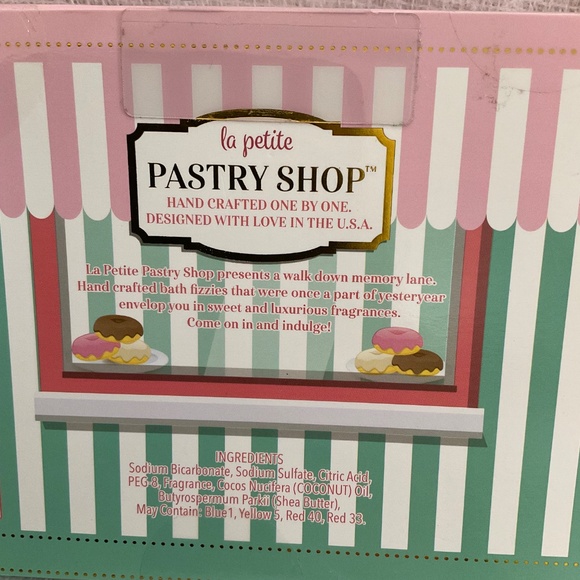 la petite
PASTRY SHOP™
HAND CRAFTED ONE BY ONE.
DESIGNED WITH LOVE IN THE U.S.A.
La Petite Pastry Shop presents a walk down memory lane.
Hand crafted bath fizzies that were once a part of yesteryear
envelop you in sweet and luxurious fragrances.
Come on in and indulge!
INGREDIENTS
Sodium Bicarbonate, Sodium Sulfate, Citric Acid,
PEG-8, Fragrance, Cocos Nucifera (COCONUT) Oil,
Butyrospermum Parkii (Shea Butter),
May Contain: Blue1, Yellow 5, Red 40, Red 33.